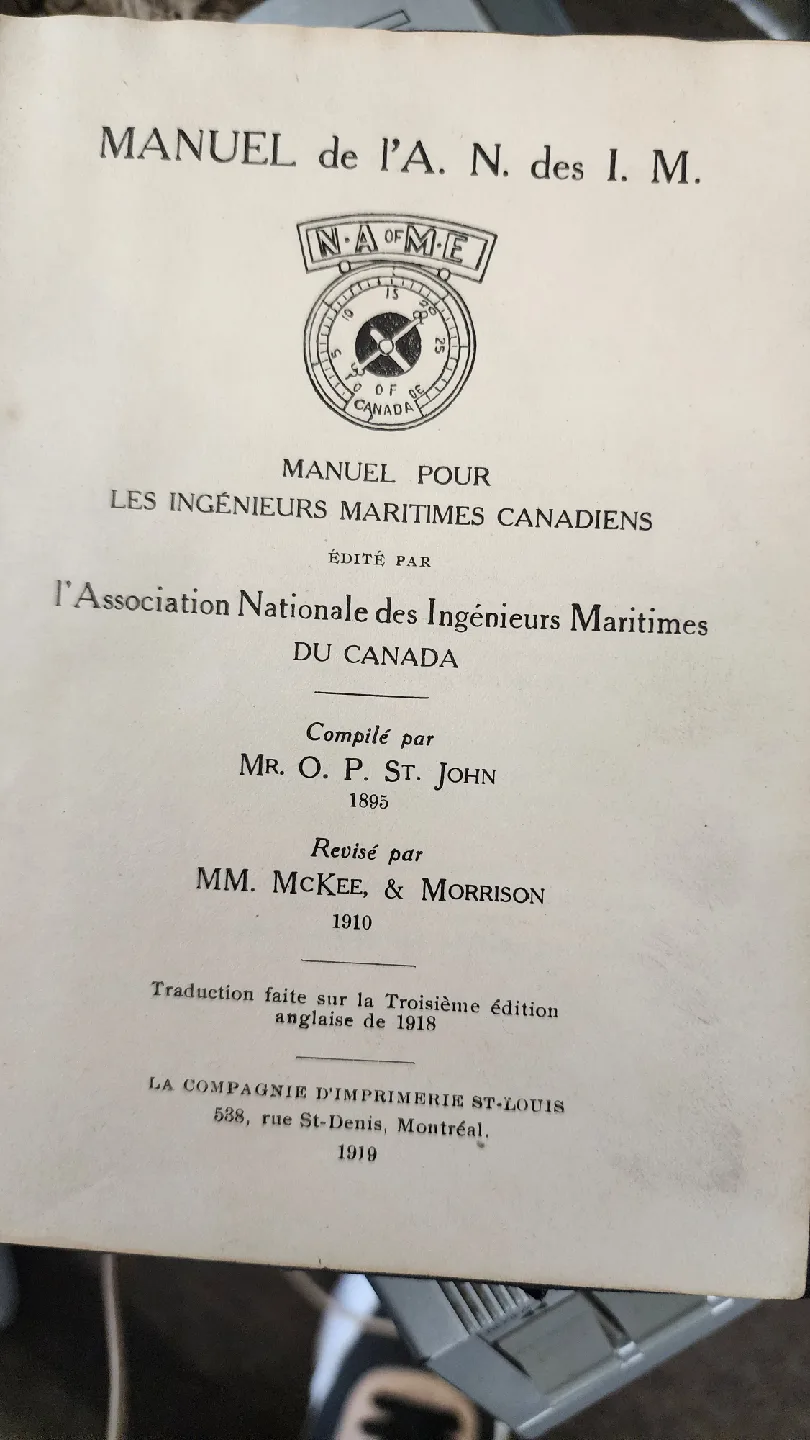 MANUEL de l'A. N. des I. M.
N. A OF M. E
5 10 15 20 25
OF
CANADA
MANUEL POUR
LES INGÉNIEURS MARITIMES CANADIENS
ÉDITÉ PAR
l'Association Nationale des Ingénieurs Maritimes
DU CANADA
Compilé par
MR. O. P. ST. JOHN
1895
Revisé par
MM. MCKEE, & MORRISON
1910
Traduction faite sur la Troisième édition
anglaise de 1918
LA COMPAGNIE D'IMPRIMERIE ST-LOUIS
538, rue St-Denis, Montréal.
1919